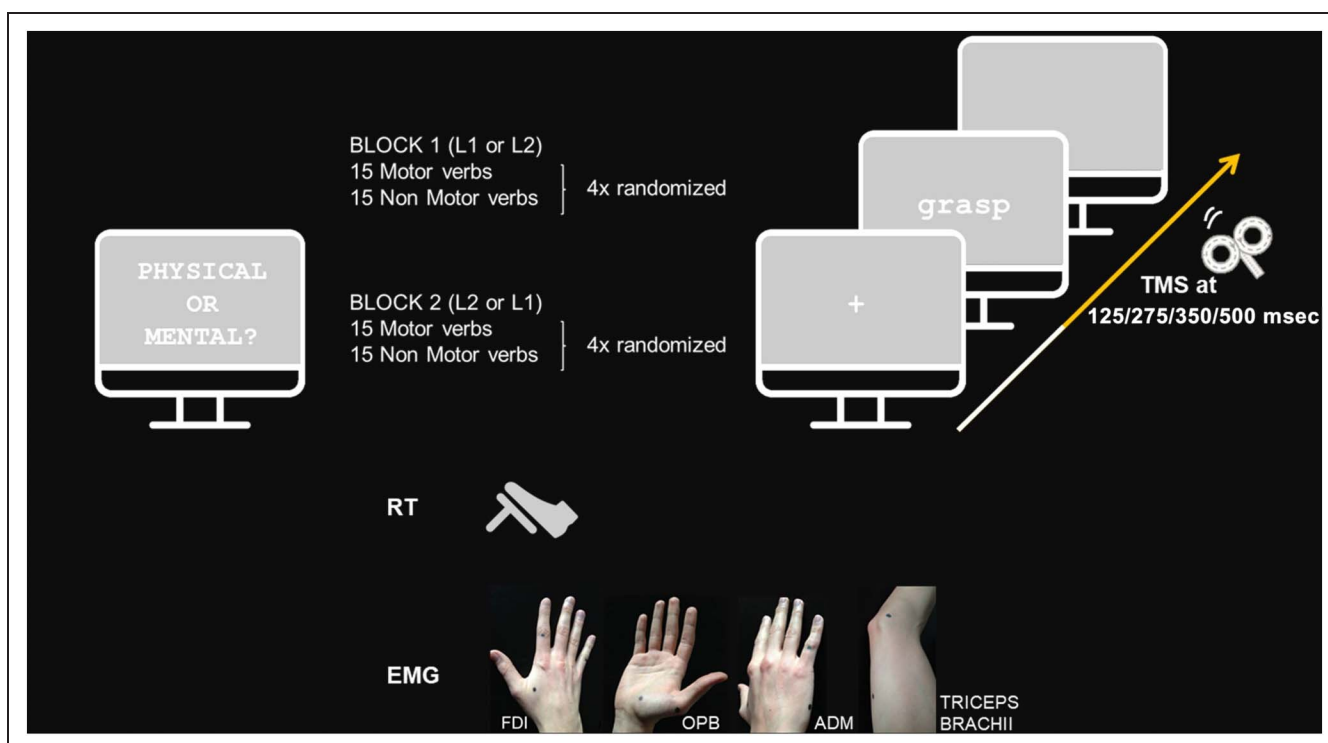 PHYSICAL
OR
MENTAL?
BLOCK 1 (L1 or L2)
15 Motor verbs
15 Non Motor verbs
4x randomized
BLOCK 2 (L2 or L1)
15 Motor verbs
15 Non Motor verbs
4x randomized
+
grasp
TMS at
125/275/350/500 msec
RT
EMG
FDI
OPB
ADM
TRICEPS
BRACHII